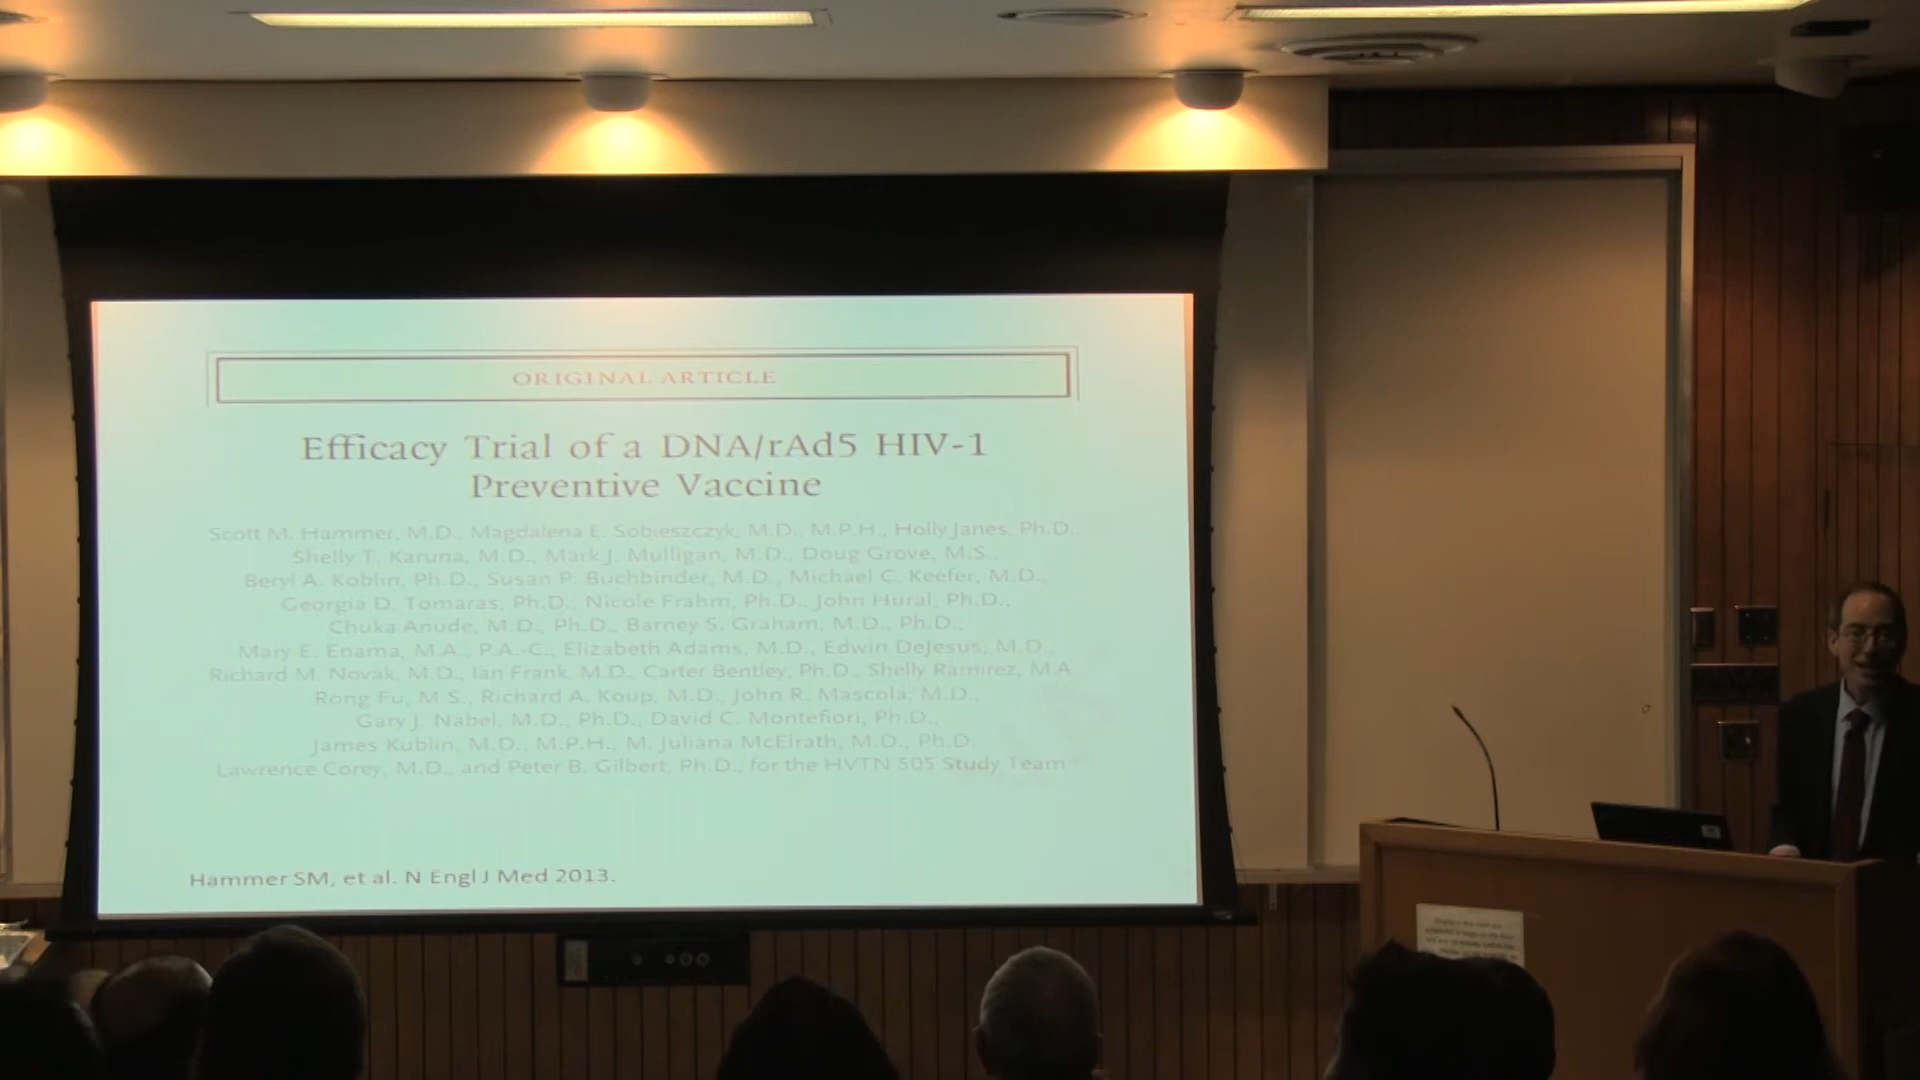 ORIGINAL ARTICLE
Efficacy Trial of a DNA/rAd5 HIV-1
Preventive Vaccine
Scott M. Hammer, M.D., Magdalena E. Sobieszczyk, M.D., M.P.H., Holly Janes, Ph.D.,
Shelly T. Karuna, M.D., Mark J. Mulligan, M.D., Doug Grove, M.S.,
Beryl A. Koblin, Ph.D., Susan P. Buchbinder, M.D., Michael C. Keefer, M.D.,
Georgia D. Tomaras, Ph.D., Nicole Frahm, Ph.D., John Hural, Ph.D.,
Chuka Anude, M.D., Ph.D., Barney S. Graham, M.D., Ph.D.,
Mary E. Enama, M.A., P.A.-C., Elizabeth Adams, M.D., Edwin DeJesus, M.D.,
Richard M. Novak, M.D., Ian Frank, M.D., Carter Bentley, Ph.D., Shelly Ramirez, M.A.
Rong Fu, M.S., Richard A. Koup, M.D., John R. Mascola, M.D.,
Gary J. Nabel, M.D., Ph.D., David C. Montefiori, Ph.D.,
James Kublin, M.D., M.P.H., M. Juliana McElrath, M.D., Ph.D.
Lawrence Corey, M.D., and Peter B. Gilbert, Ph.D., for the HVTN 505 Study Team
Hammer SM, et al. N Engl J Med 2013.